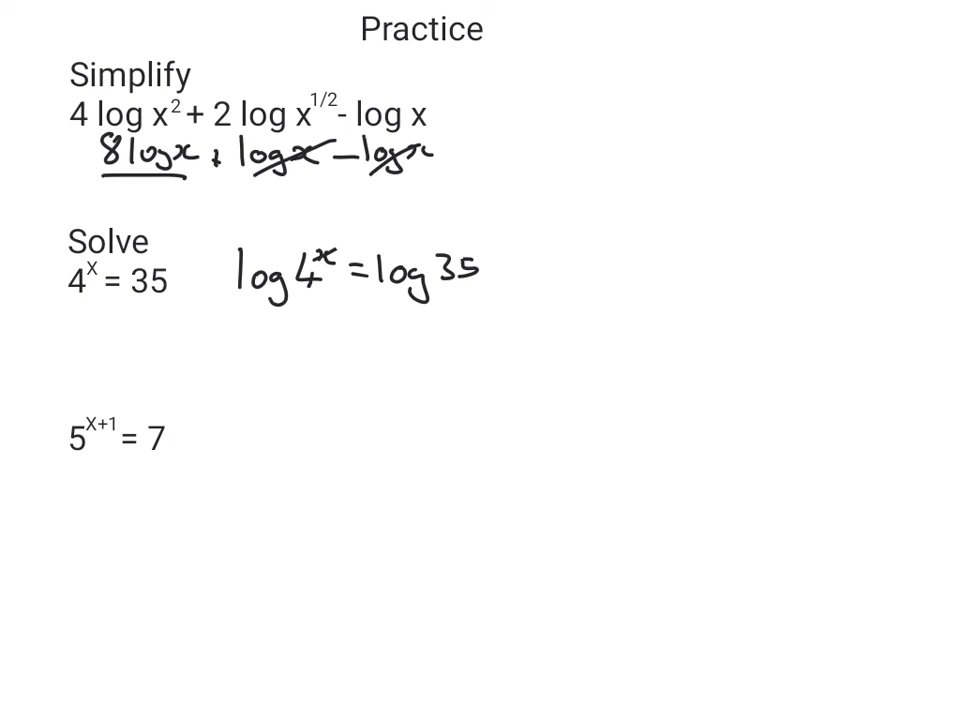 Practice
Simplify
4 log x² + 2 log x^1/2 - log x
8 log x + log x - log x
Solve
4^x = 35 log 4^x = log 35
5^x+1 = 7